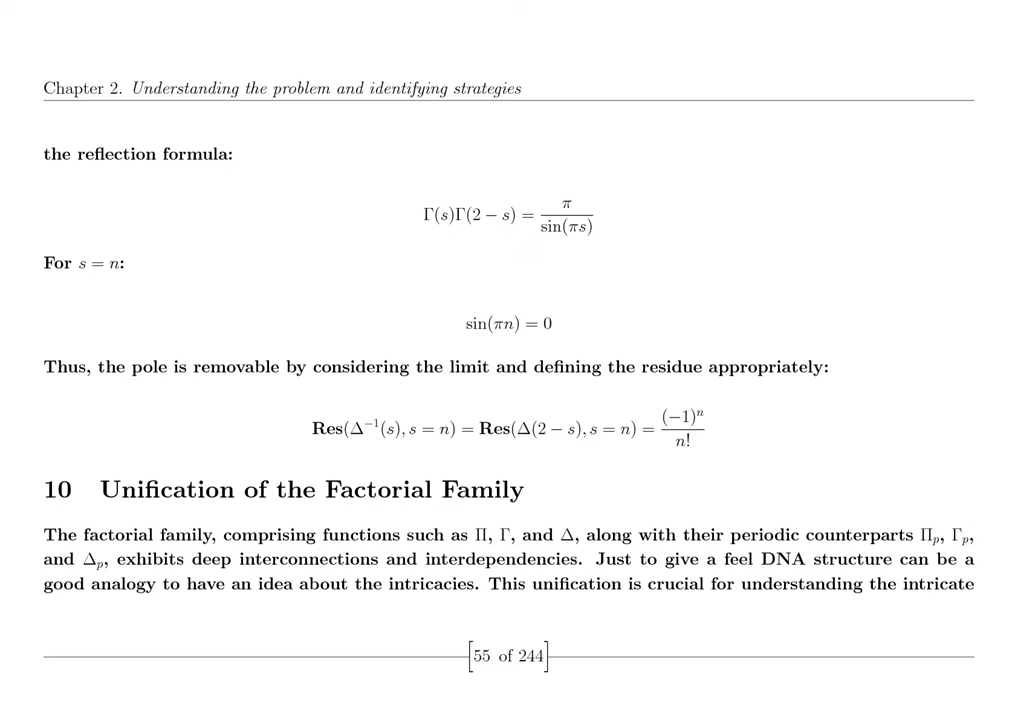 Chapter 2. Understanding the problem and identifying strategies
the reflection formula:
Γ(s)Γ(2 − s) = π / sin(πs)
For s = n:
sin(πn) = 0
Thus, the pole is removable by considering the limit and defining the residue appropriately:
Res(Δ⁻¹(s), s = n) = Res(Δ(2 − s), s = n) = (−1)ⁿ / n!
10 Unification of the Factorial Family
The factorial family, comprising functions such as Π, Γ, and Δ, along with their periodic counterparts Πₚ, Γₚ,
and Δₚ, exhibits deep interconnections and interdependencies. Just to give a feel DNA structure can be a
good analogy to have an idea about the intricacies. This unification is crucial for understanding the intricate
[55 of 244]